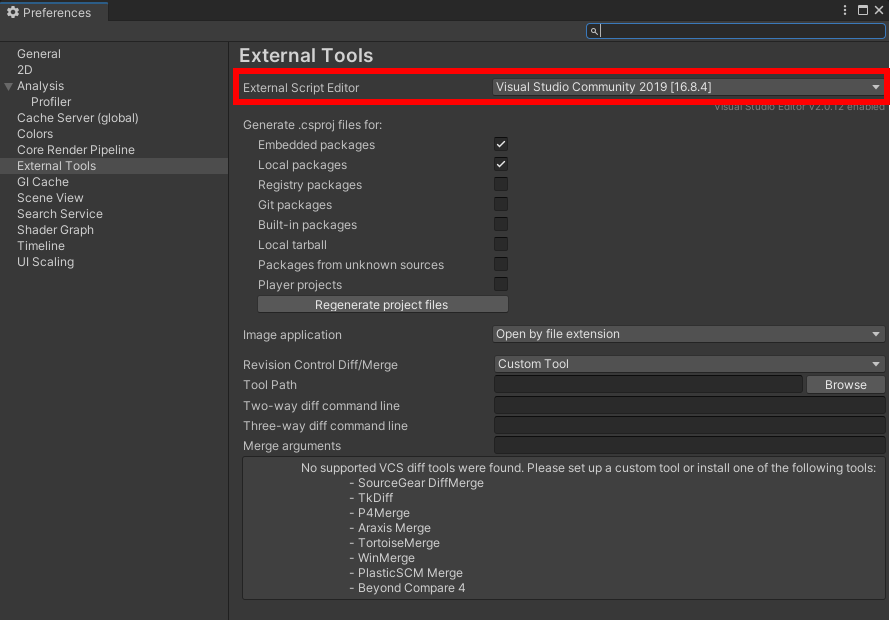 Preferences
General
2D
Analysis
Profiler
Cache Server (global)
Colors
Core Render Pipeline
External Tools
GI Cache
Scene View
Search Service
Shader Graph
Timeline
UI Scaling
External Tools
External Script Editor Visual Studio Community 2019 [16.8.4]
Visual Studio Editor v2.0.12 enabled
Generate .csproj files for:
Embedded packages
Local packages
Registry packages
Git packages
Built-in packages
Local tarball
Packages from unknown sources
Player projects
Regenerate project files
Image application Open by file extension
Revision Control Diff/Merge Custom Tool
Tool Path Browse
Two-way diff command line
Three-way diff command line
Merge arguments
No supported VCS diff tools were found. Please set up a custom tool or install one of the following tools:
- SourceGear DiffMerge
- TkDiff
- P4Merge
- Araxis Merge
- TortoiseMerge
- WinMerge
- PlasticSCM Merge
- Beyond Compare 4